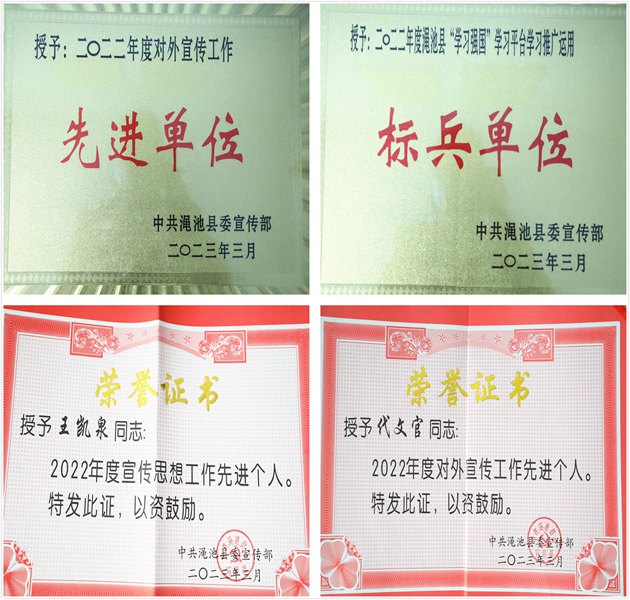 授予：二〇二二年度对外宣传工作
先进单位
中共渑池县委宣传部
二〇二三年三月
授予：二〇二二年度渑池县“学习强国”学习平台学习推广运用
标兵单位
中共渑池县委宣传部
二〇二三年三月
荣誉证书
授予王凯泉同志：
2022年度宣传思想工作先进个人。
特发此证，以资鼓励。
中共渑池县委宣传部
二〇二三年三月
荣誉证书
授予代文官同志：
2022年度对外宣传工作先进个人。
特发此证，以资鼓励。
中共渑池县委宣传部
二〇二三年三月